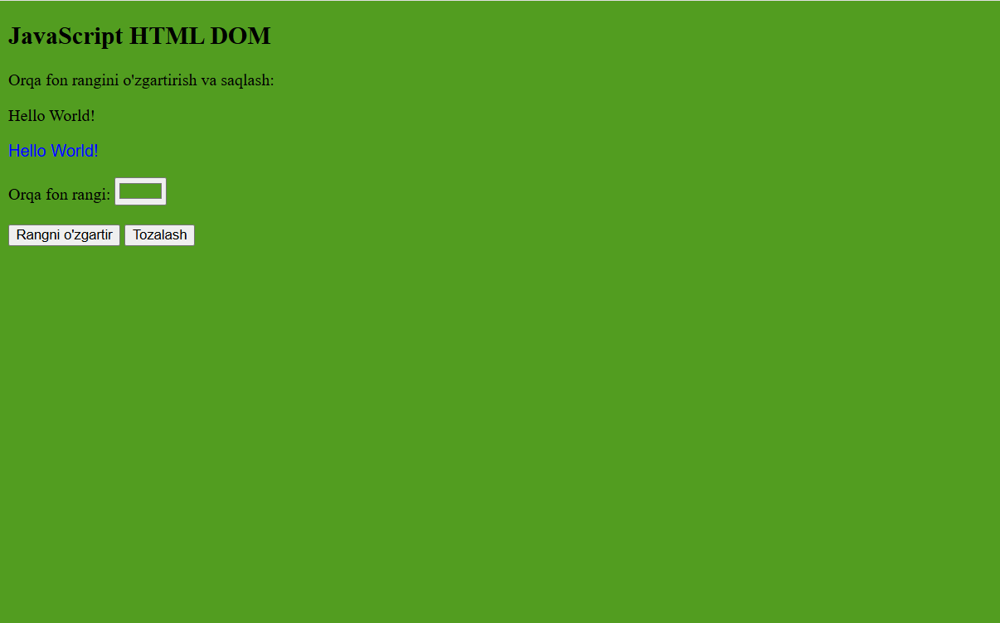 JavaScript HTML DOM
Orqa fon rangini o'zgartirish va saqlash:
Hello World!
Hello World!
Orqa fon rangi:
Rangni o'zgartir Tozalash